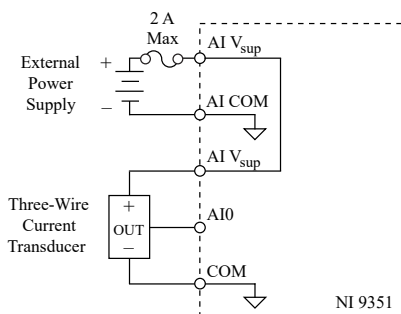 2 A
Max
AI Vsup
External
Power
Supply
+
–
AI COM
AI Vsup
Three-Wire
Current
Transducer
+
OUT
–
AI0
COM
NI 9351